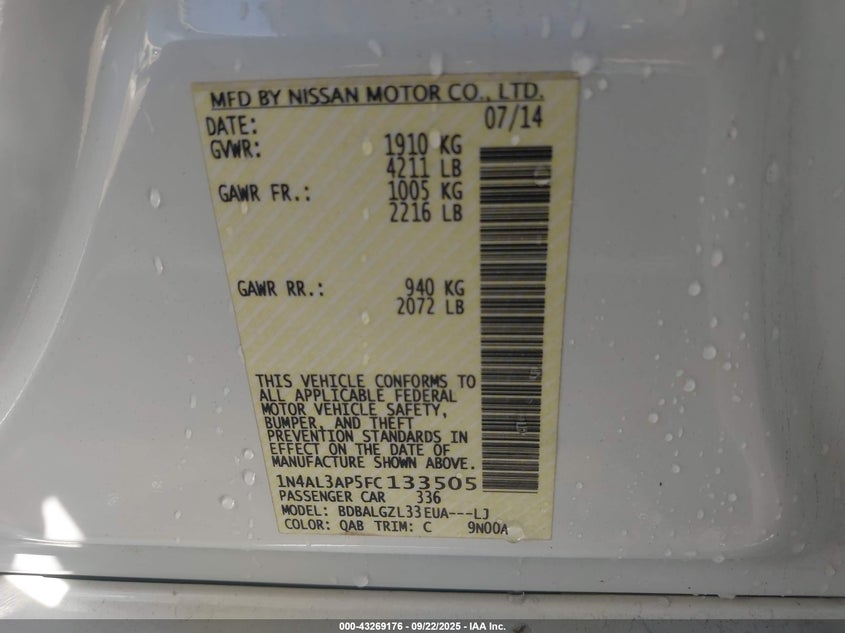 MFD BY NISSAN MOTOR CO., LTD.
DATE: 07/14
GVWR: 1910 KG
4211 LB
GAWR FR.: 1005 KG
2216 LB
GAWR RR.: 940 KG
2072 LB
THIS VEHICLE CONFORMS TO
ALL APPLICABLE FEDERAL
MOTOR VEHICLE SAFETY,
BUMPER, AND THEFT
PREVENTION STANDARDS IN
EFFECT ON THE DATE OF
MANUFACTURE SHOWN ABOVE.
1N4AL3AP5FC133505
PASSENGER CAR 336
MODEL: BDBALGZL33EUA---LJ
COLOR: QAB TRIM: C 9N00A
000-43269176 - 09/22/2025 - IAA Inc.